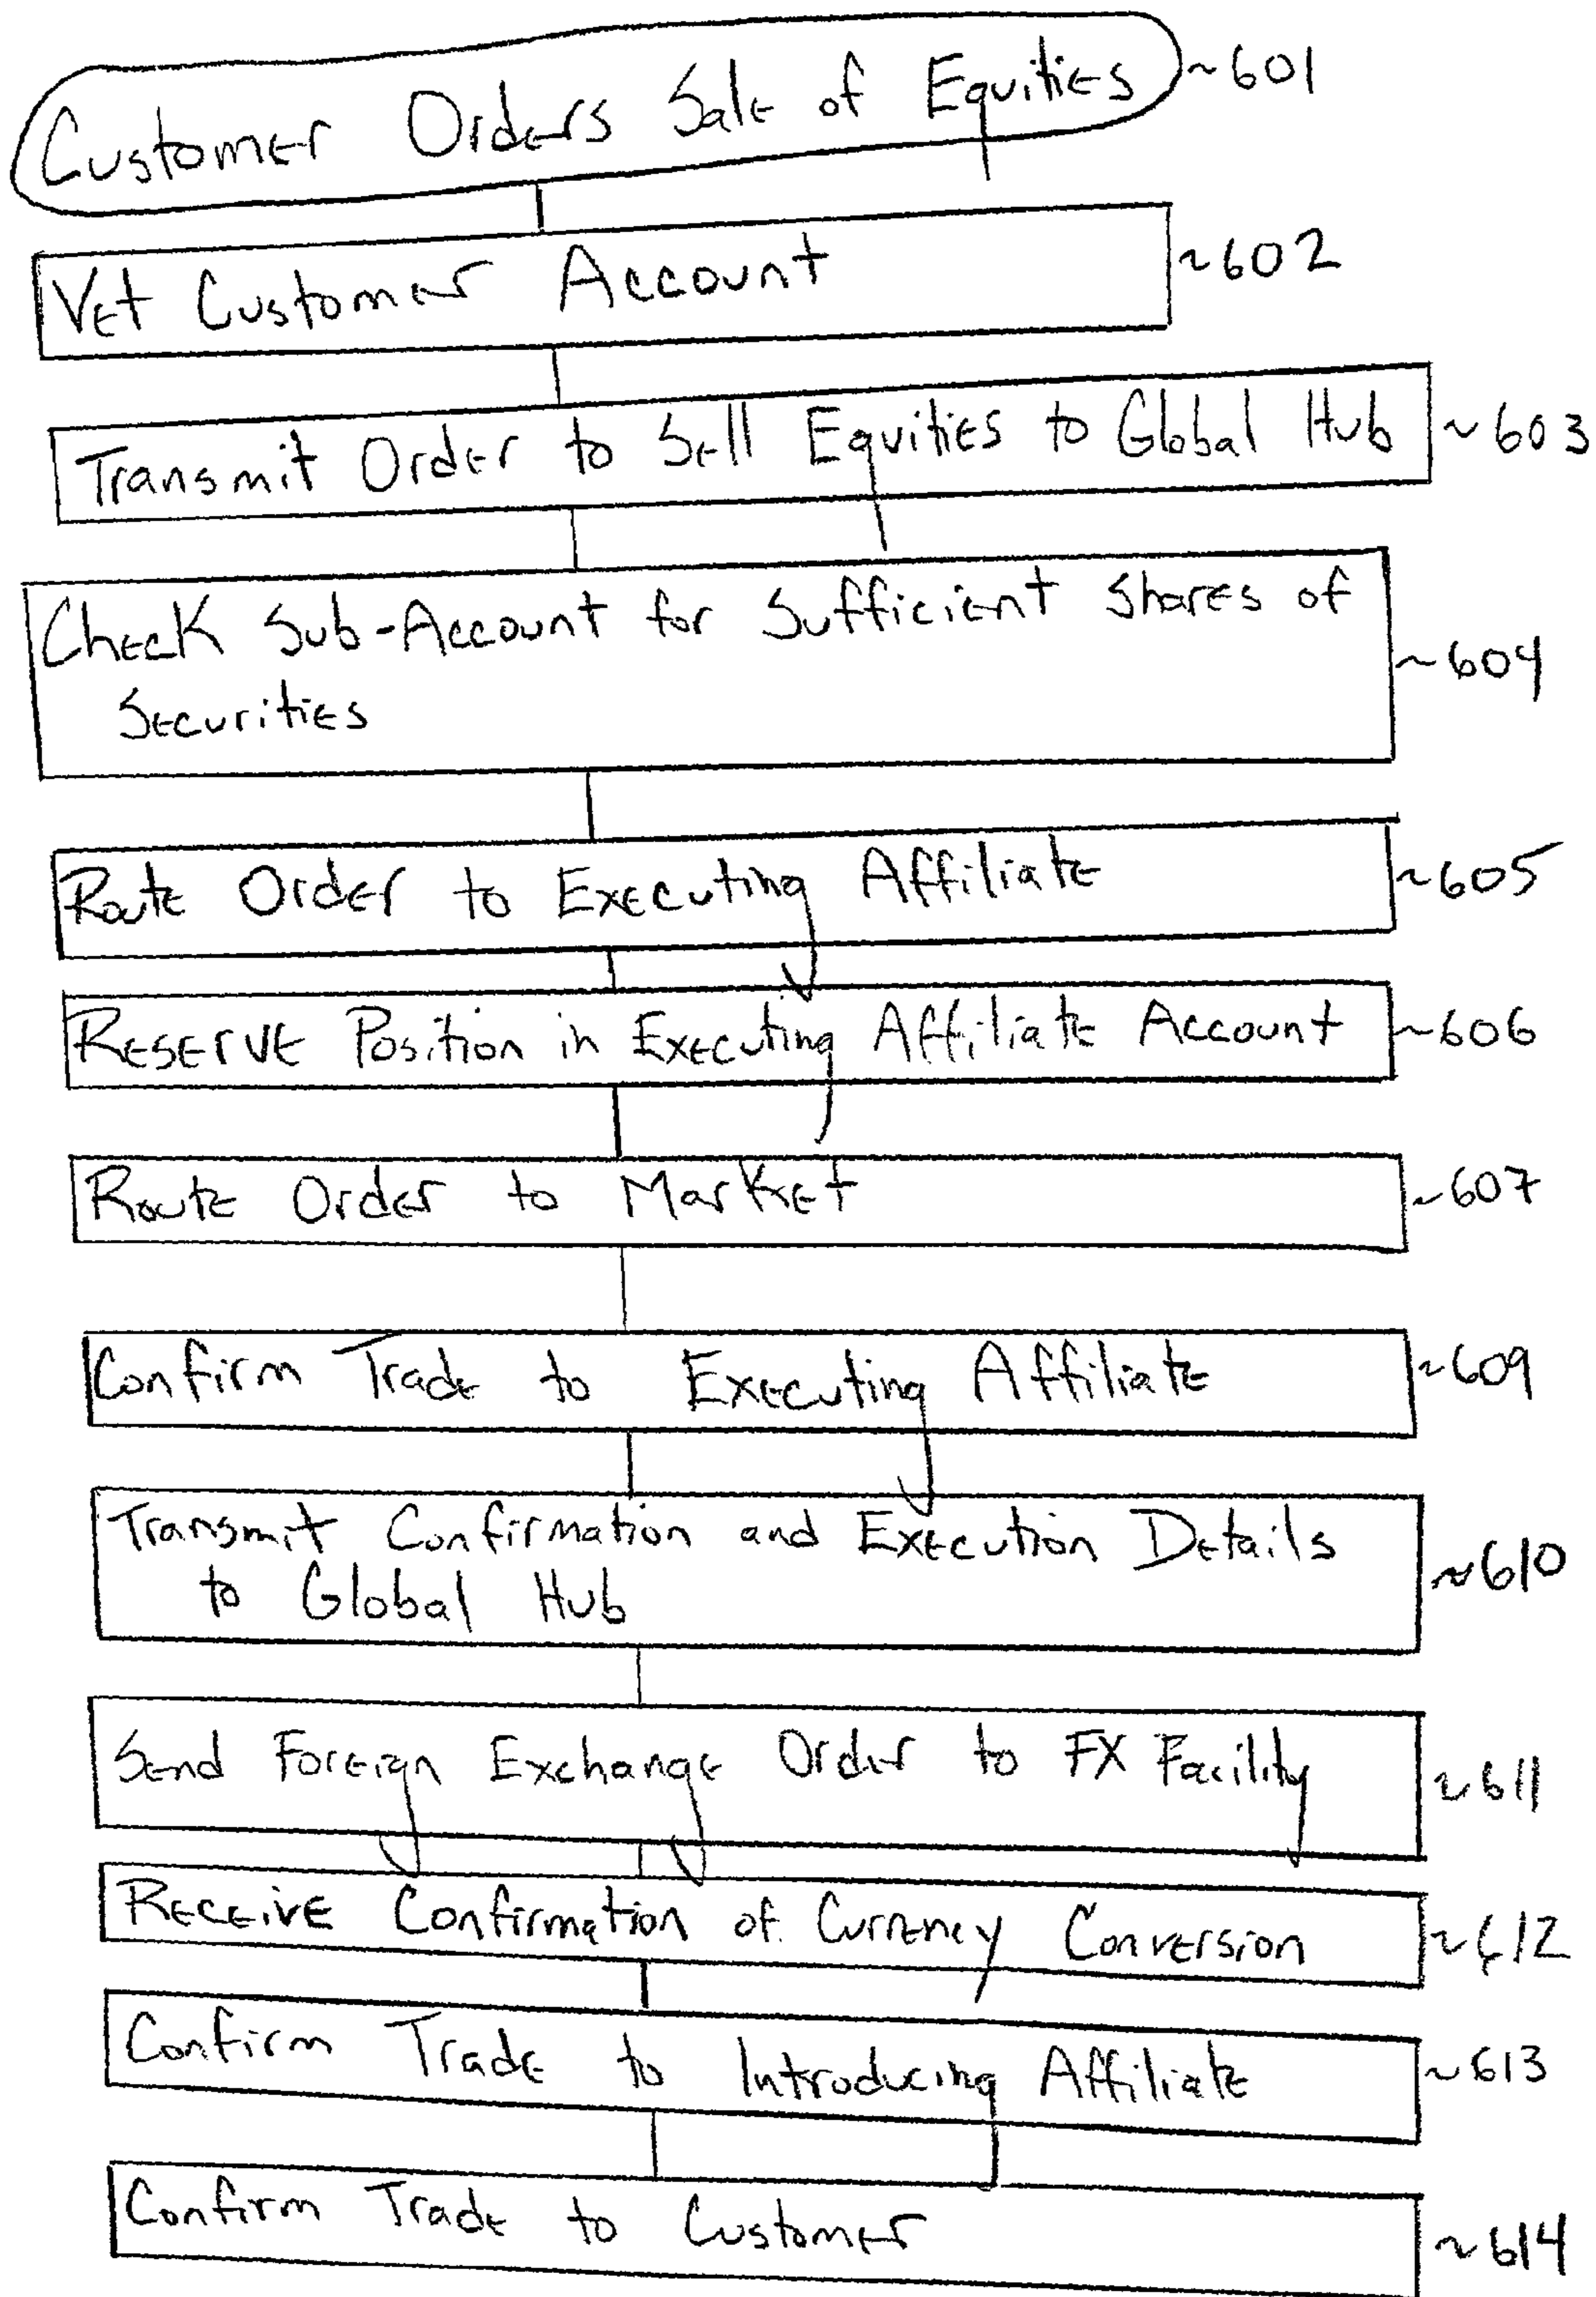 Customer Orders Sale of Equities ~601
Vet Customer Account ~602
Transmit Order to Sell Equities to Global Hub ~603
Check Sub-Account for Sufficient Shares of
Securities
~604
Route Order to Executing Affiliate ~605
Reserve Position in Executing Affiliate Account ~606
Route Order to Market ~607
Confirm Trade to Executing Affiliate ~609
Transmit Confirmation and Execution Details
to Global Hub
~610
Send Foreign Exchange Order to FX Facility ~611
Receive Confirmation of Currency Conversion ~612
Confirm Trade to Introducing Affiliate ~613
Confirm Trade to Customer ~614